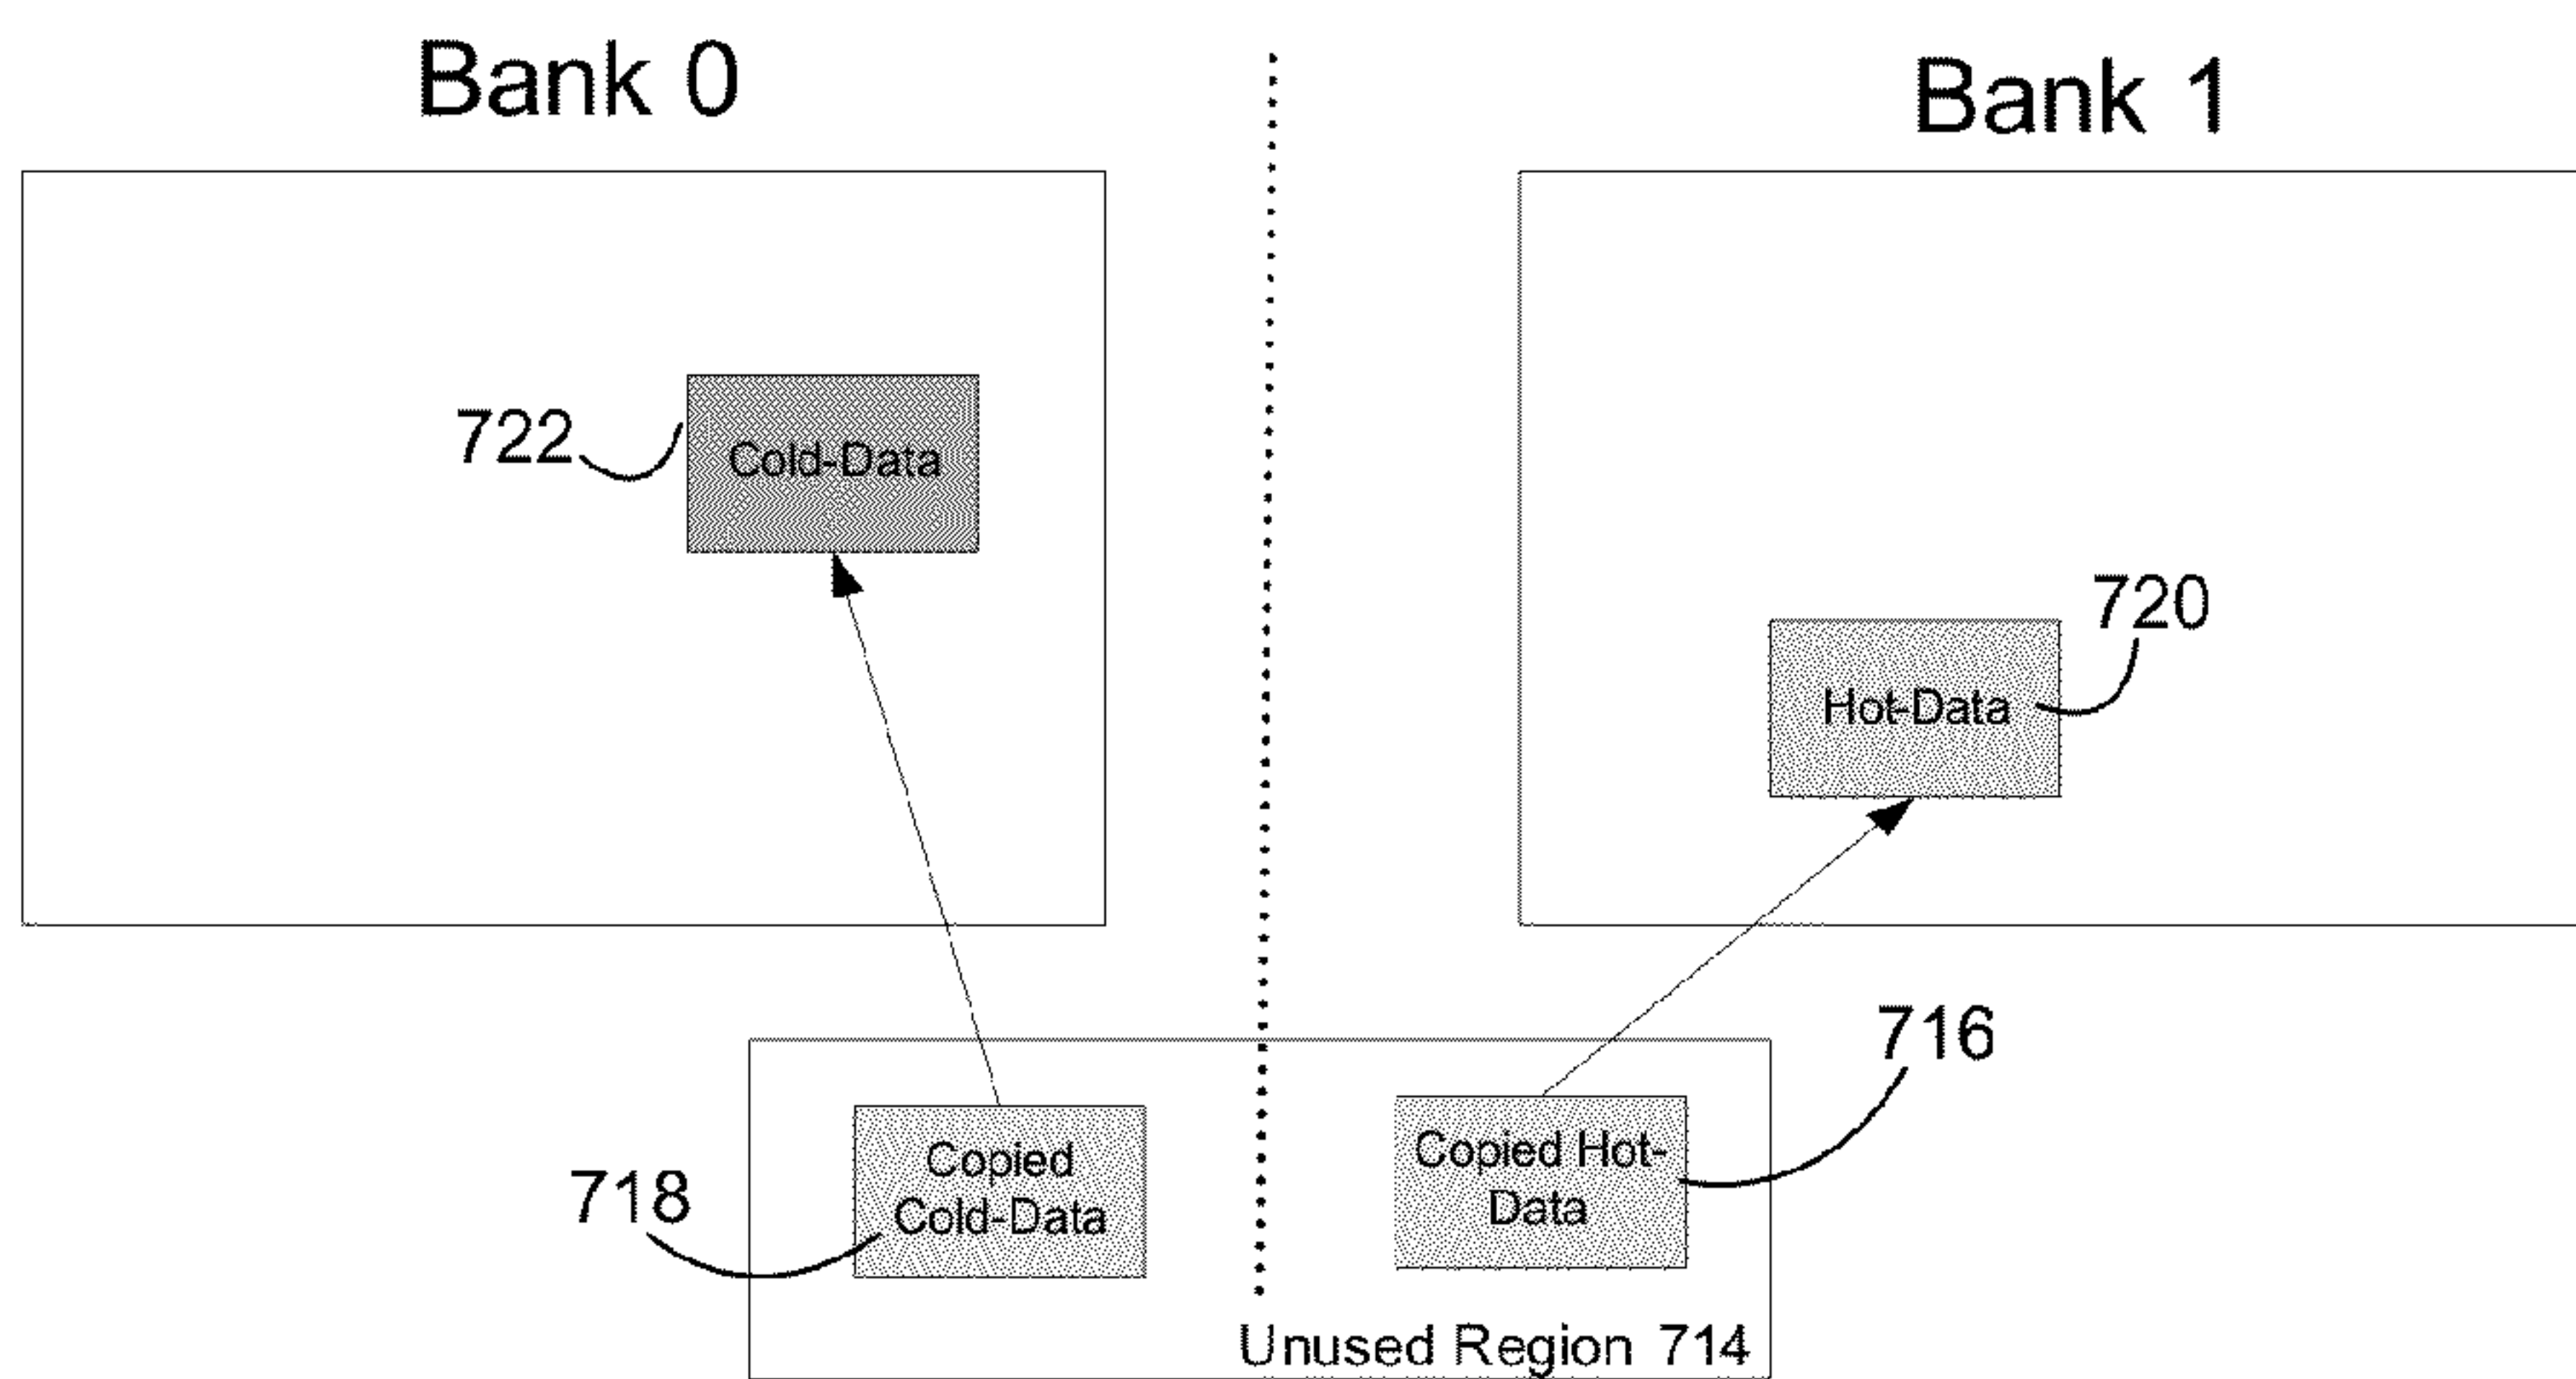 Bank 0
Bank 1
722
Cold-Data
720
Hot-Data
716
718
Copied
Cold-Data
Copied Hot-
Data
Unused Region 714